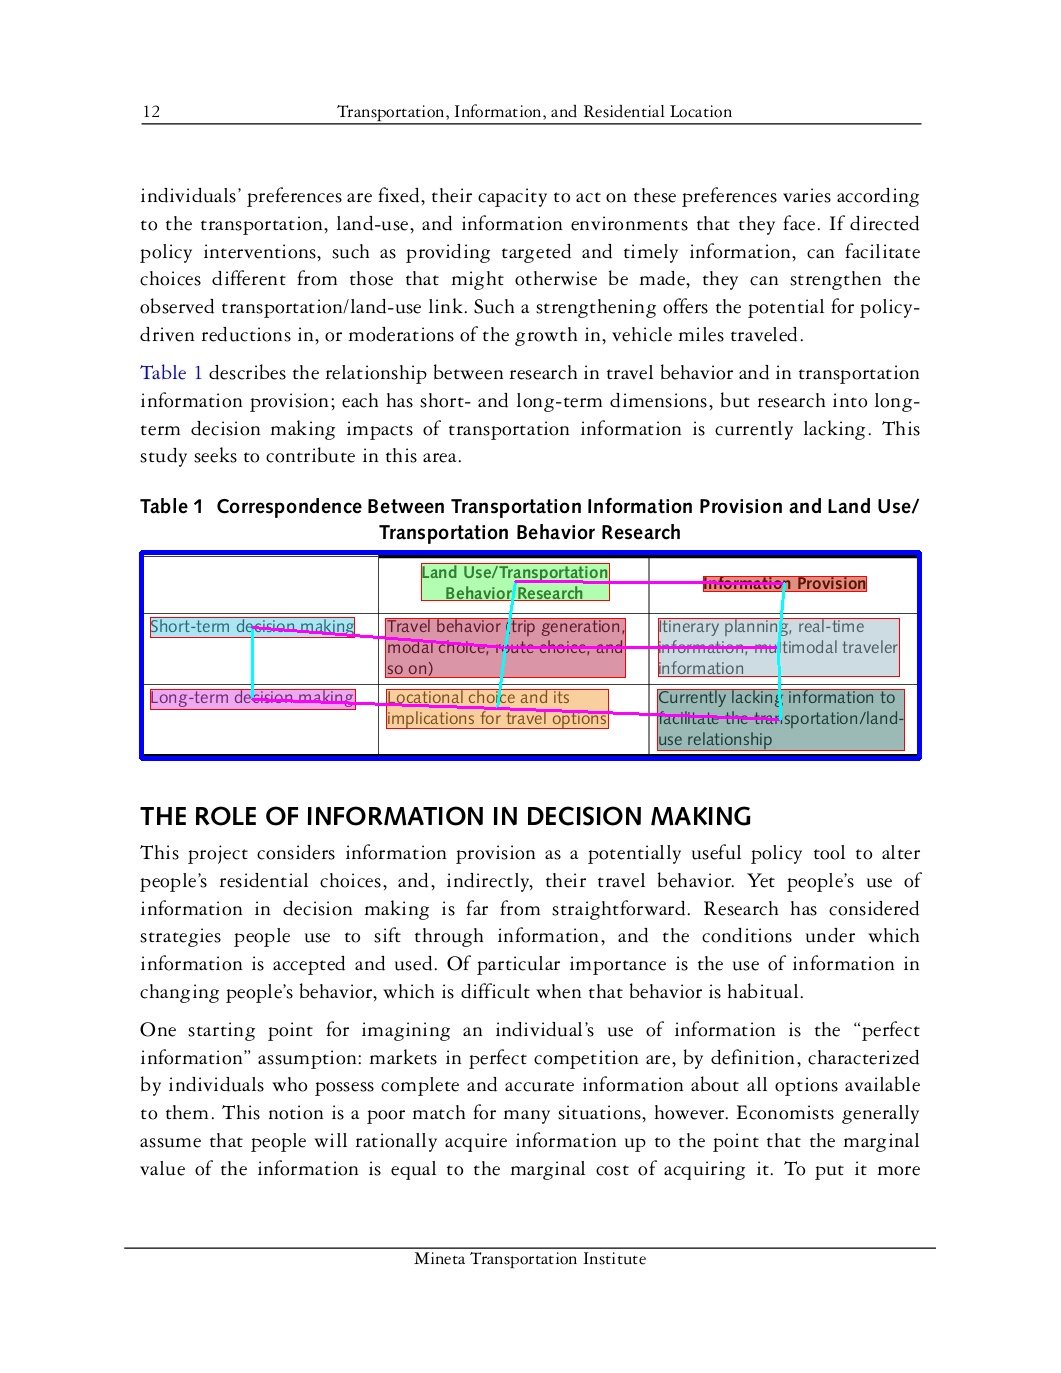 12 Transportation, Information, and Residential Location
individuals’ preferences are fixed, their capacity to act on these preferences varies according
to the transportation, land-use, and information environments that they face. If directed
policy interventions, such as providing targeted and timely information, can facilitate
choices different from those that might otherwise be made, they can strengthen the
observed transportation/land-use link. Such a strengthening offers the potential for policy-
driven reductions in, or moderations of the growth in, vehicle miles traveled.
Table 1 describes the relationship between research in travel behavior and in transportation
information provision; each has short- and long-term dimensions, but research into long-
term decision making impacts of transportation information is currently lacking. This
study seeks to contribute in this area.
Table 1 Correspondence Between Transportation Information Provision and Land Use/
Transportation Behavior Research
Land Use/Transportation
Behavior Research
Information Provision
Short-term decision making
Travel behavior (trip generation,
modal choice, route choice, and
so on)
Itinerary planning, real-time
information, multimodal traveler
information
Long-term decision making
Locational choice and its
implications for travel options
Currently lacking information to
facilitate the transportation/land-
use relationship
THE ROLE OF INFORMATION IN DECISION MAKING
This project considers information provision as a potentially useful policy tool to alter
people’s residential choices, and, indirectly, their travel behavior. Yet people’s use of
information in decision making is far from straightforward. Research has considered
strategies people use to sift through information, and the conditions under which
information is accepted and used. Of particular importance is the use of information in
changing people’s behavior, which is difficult when that behavior is habitual.
One starting point for imagining an individual’s use of information is the “perfect
information” assumption: markets in perfect competition are, by definition, characterized
by individuals who possess complete and accurate information about all options available
to them. This notion is a poor match for many situations, however. Economists generally
assume that people will rationally acquire information up to the point that the marginal
value of the information is equal to the marginal cost of acquiring it. To put it more
Mineta Transportation Institute